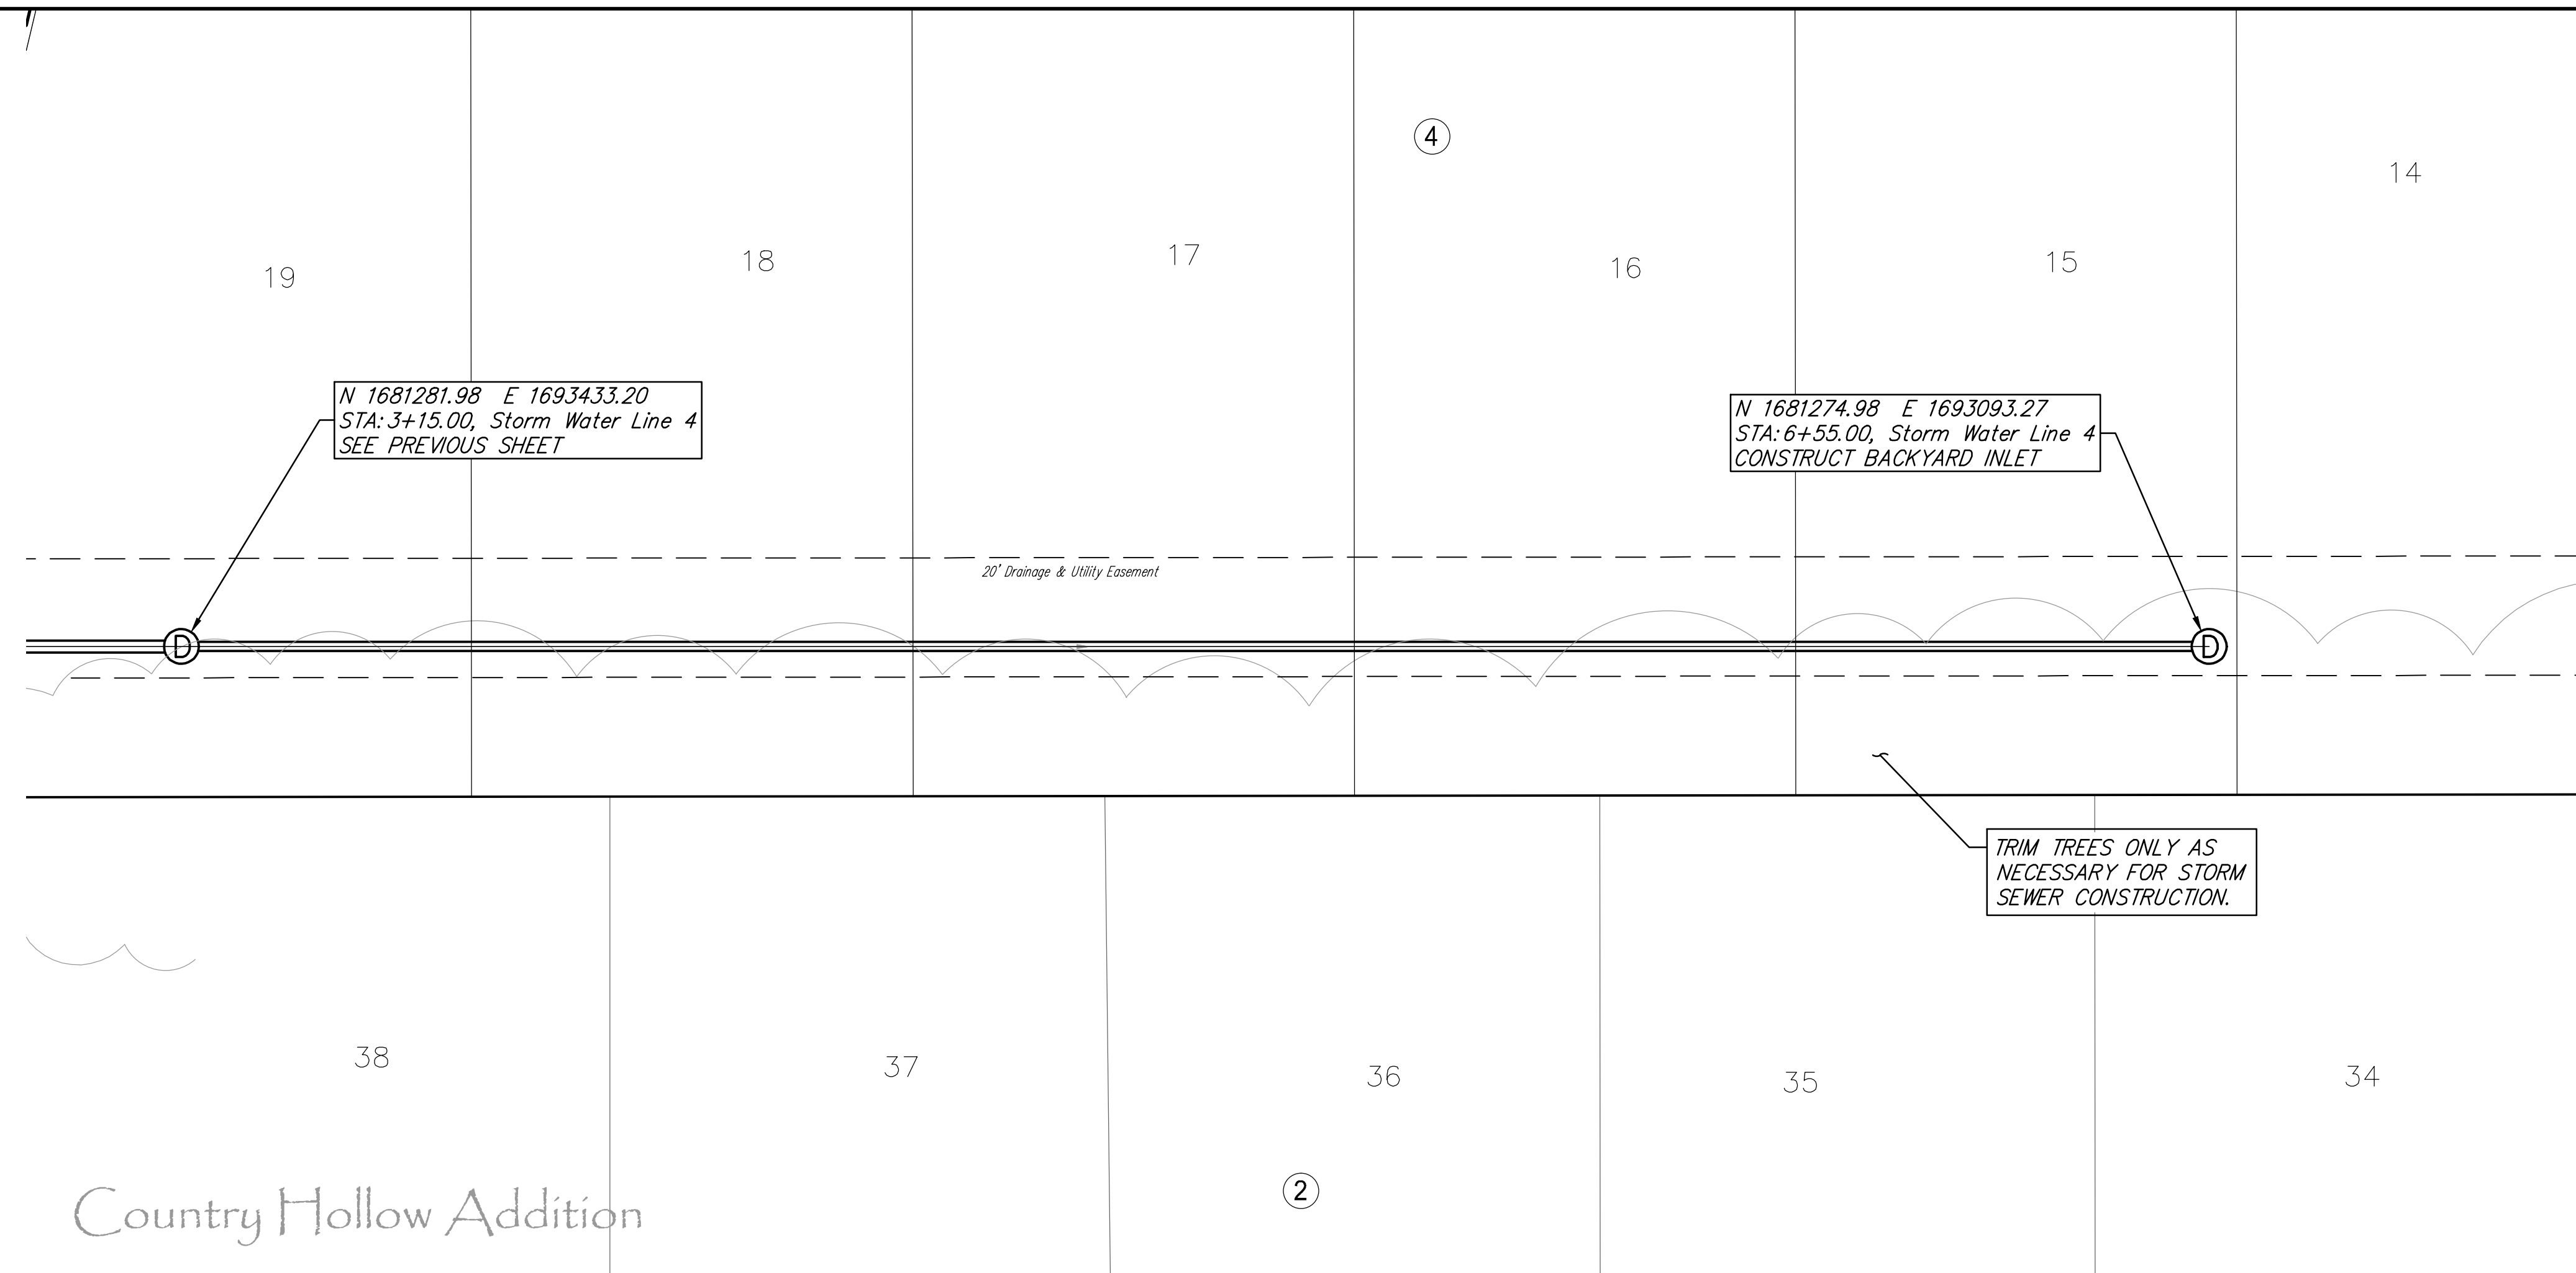 4
14
19
18
17
16
15
N 1681281.98 E 1693433.20
STA: 3+15.00, Storm Water Line 4
SEE PREVIOUS SHEET
N 1681274.98 E 1693093.27
STA: 6+55.00, Storm Water Line 4
CONSTRUCT BACKYARD INLET
20' Drainage & Utility Easement
D
D
TRIM TREES ONLY AS
NECESSARY FOR STORM
SEWER CONSTRUCTION.
38
37
36
35
34
2
Country Hollow Addition